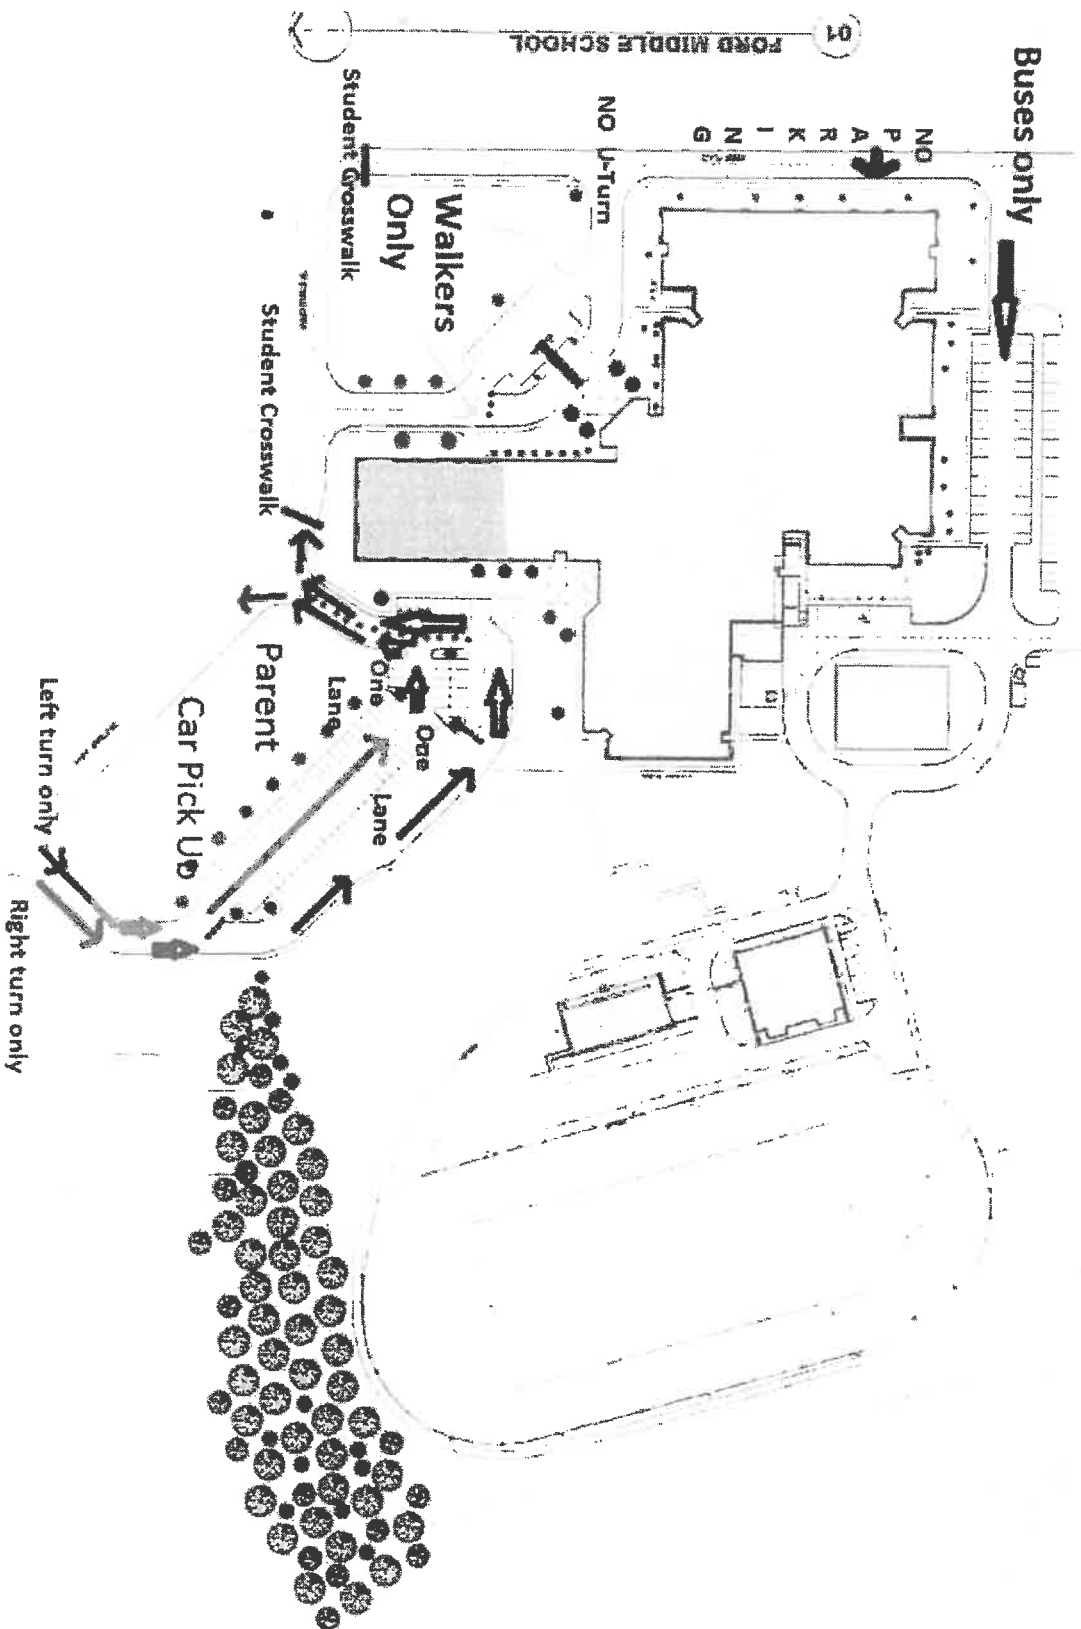 01
FORD MIDDLE SCHOOL
Buses only
NO
P
A
R
K
I
N
G
NO U-Turn
Student Crosswalk
Walkers
Only
Student Crosswalk
One
Lane
One
Lane
Parent
Car Pick Up
Left turn only
Right turn only